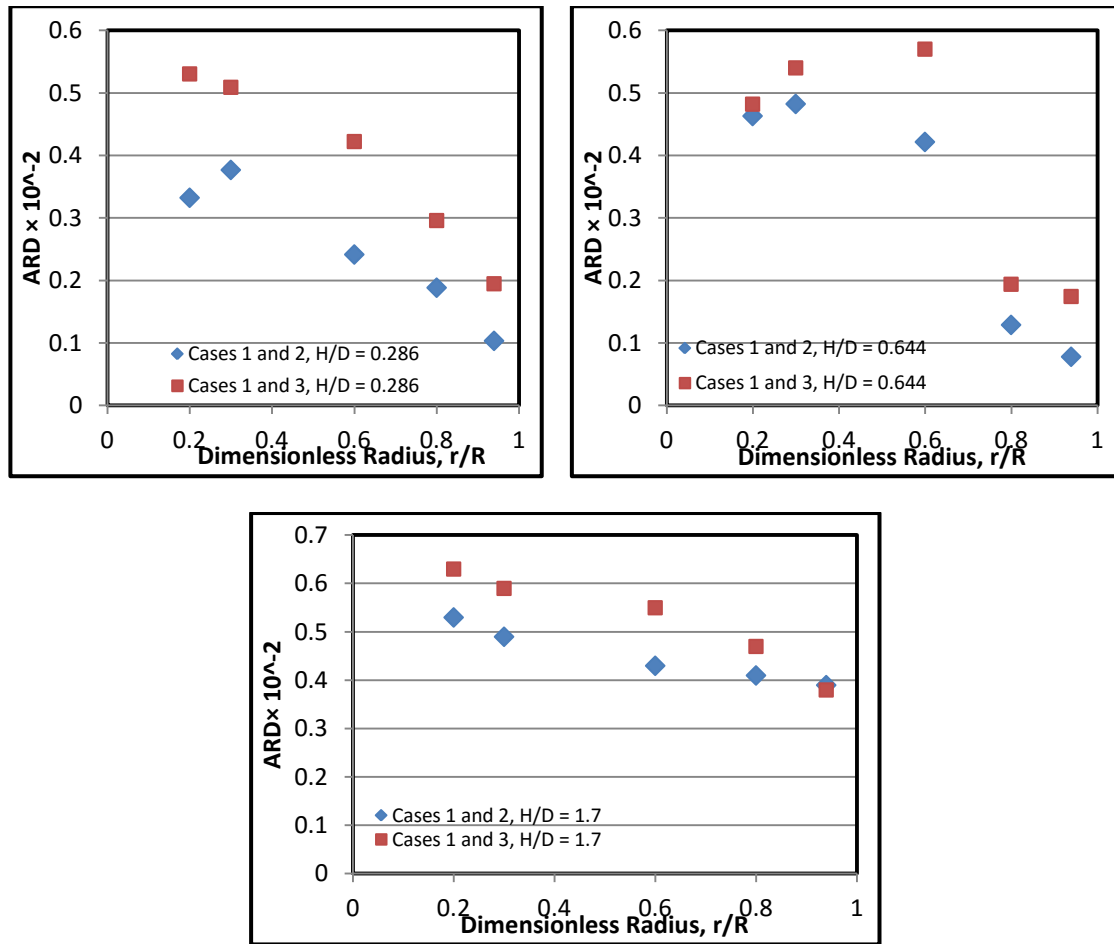 0.6
0.5
0.4
0.3
0.2
0.1
0
ARD × 10^-2
Cases 1 and 2, H/D = 0.286
Cases 1 and 3, H/D = 0.286
0 0.2 0.4 0.6 0.8 1
Dimensionless Radius, r/R
0.6
0.5
0.4
0.3
0.2
0.1
0
ARD × 10^-2
Cases 1 and 2, H/D = 0.644
Cases 1 and 3, H/D = 0.644
0 0.2 0.4 0.6 0.8 1
Dimensionless Radius, r/R
0.7
0.6
0.5
0.4
0.3
0.2
0.1
0
ARD× 10^-2
Cases 1 and 2, H/D = 1.7
Cases 1 and 3, H/D = 1.7
0 0.2 0.4 0.6 0.8 1
Dimensionless Radius, r/R